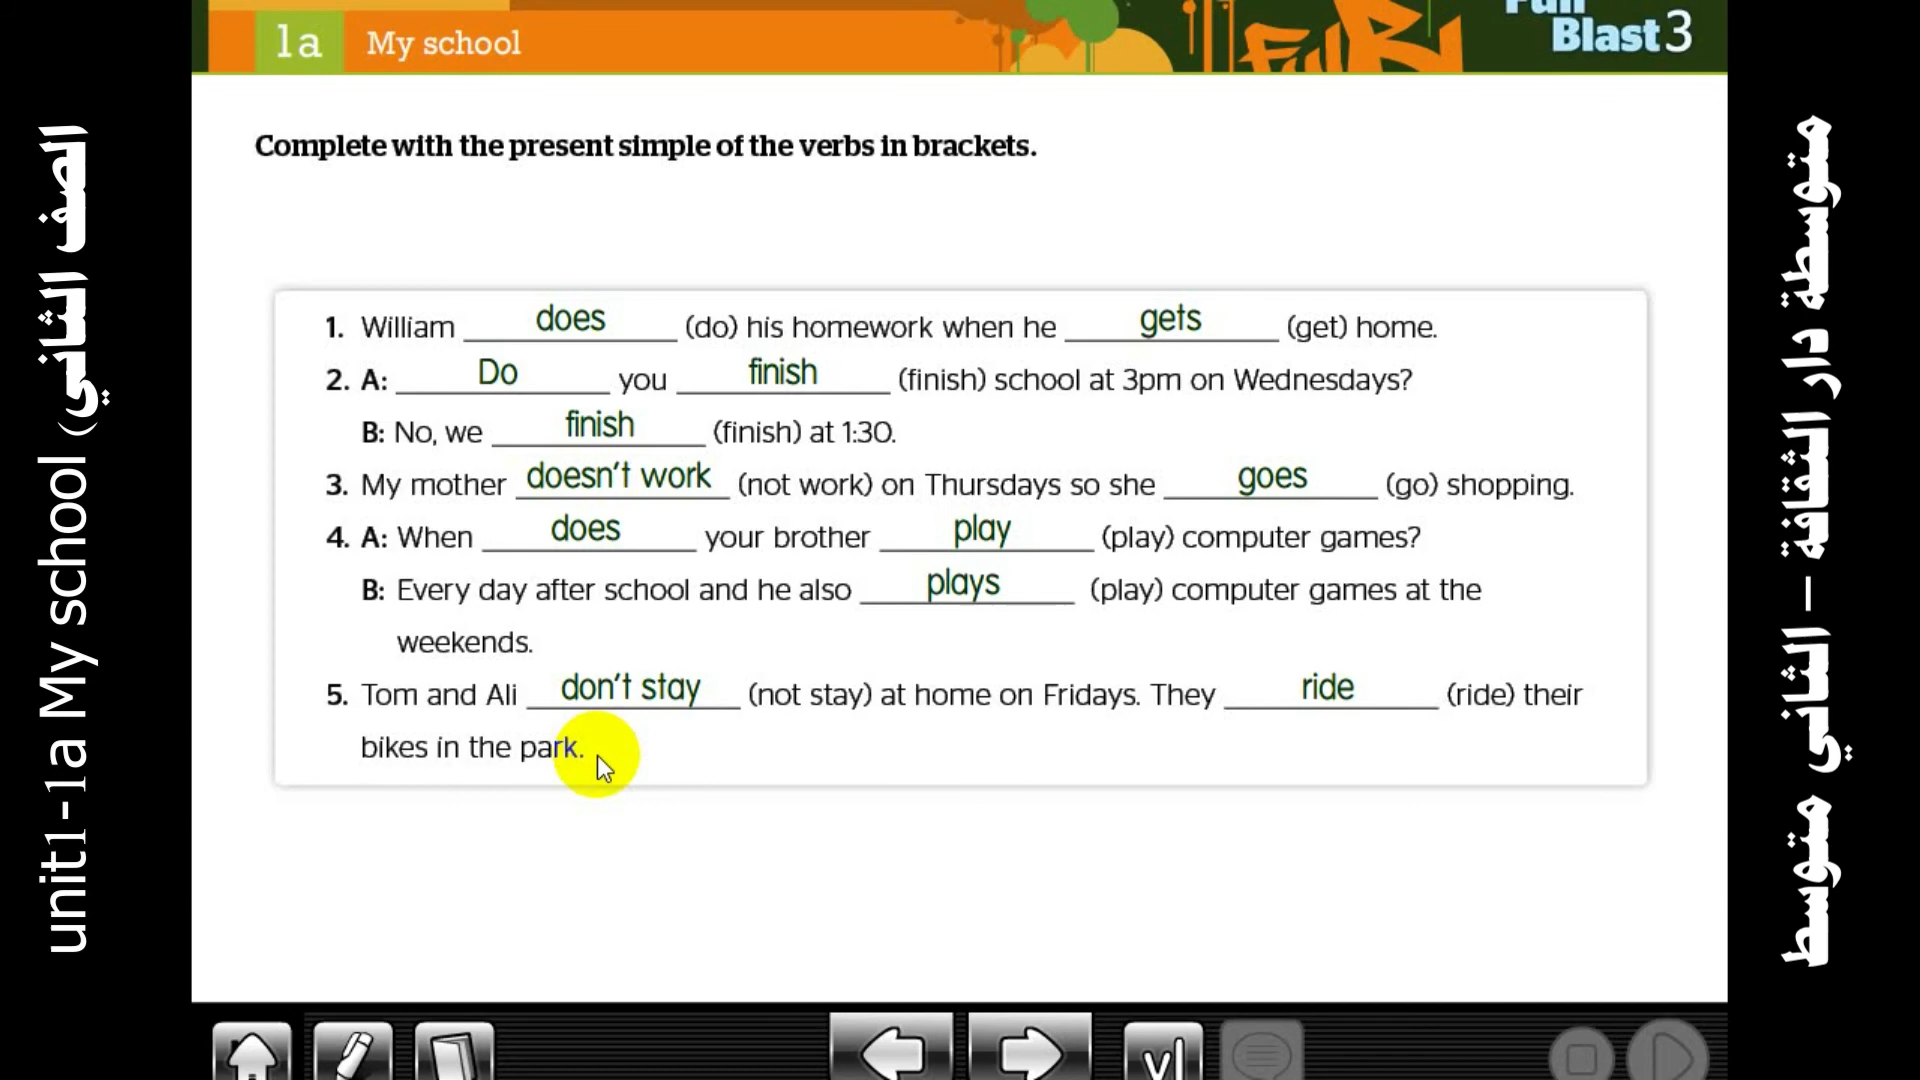 1a My school
Fun
Blast 3
Complete with the present simple of the verbs in brackets.
1. William does (do) his homework when he gets (get) home.
2. A: Do you finish (finish) school at 3pm on Wednesdays?
B: No, we finish (finish) at 1:30.
3. My mother doesn't work (not work) on Thursdays so she goes (go) shopping.
4. A: When does your brother play (play) computer games?
B: Every day after school and he also plays (play) computer games at the
weekends.
5. Tom and Ali don't stay (not stay) at home on Fridays. They ride (ride) their
bikes in the park.
unit1-1a My school (الصف الثاني
متوسطة دار الثقافة – الثاني متوسط